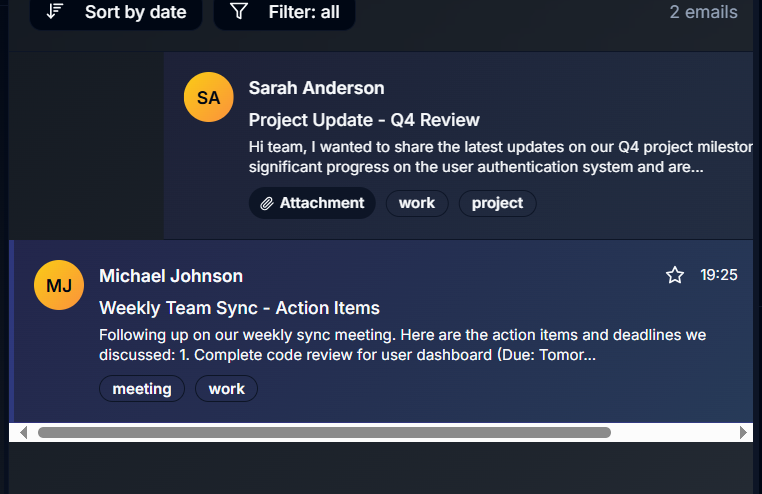 Sort by date
Filter: all
2 emails
SA
Sarah Anderson
Project Update - Q4 Review
Hi team, I wanted to share the latest updates on our Q4 project mileston
significant progress on the user authentication system and are...
Attachment
work
project
MJ
Michael Johnson
19:25
Weekly Team Sync - Action Items
Following up on our weekly sync meeting. Here are the action items and deadlines we
discussed: 1. Complete code review for user dashboard (Due: Tomor...
meeting
work